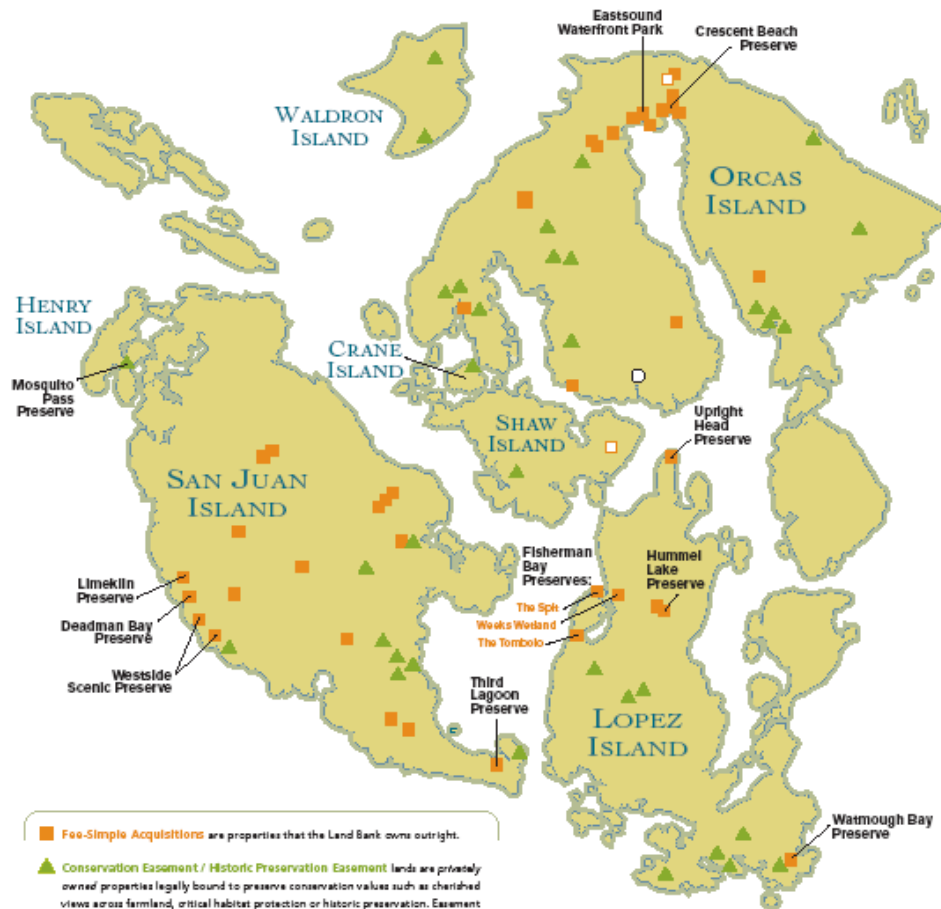 Eastsound
Waterfront Park
Crescent Beach
Preserve
WALDRON
ISLAND
ORCAS
ISLAND
HENRY
ISLAND
Mosquito
Pass
Preserve
CRANE
ISLAND
SHAW
ISLAND
Upright
Head
Preserve
SAN JUAN
ISLAND
Limekiln
Preserve
Deadman Bay
Preserve
Westside
Scenic Preserve
Fisherman
Bay
Preserves:
The Spit
Weeks Wetland
The Tombolo
Hummel
Lake
Preserve
Third
Lagoon
Preserve
LOPEZ
ISLAND
Watmough Bay
Preserve
Fee-Simple Acquisitions are properties that the Land Bank owns outright.
Conservation Easement / Historic Preservation Easement lands are privately
owned properties legally bound to preserve conservation values such as cherished
views across farmland, critical habitat protection or historic preservation. Easement